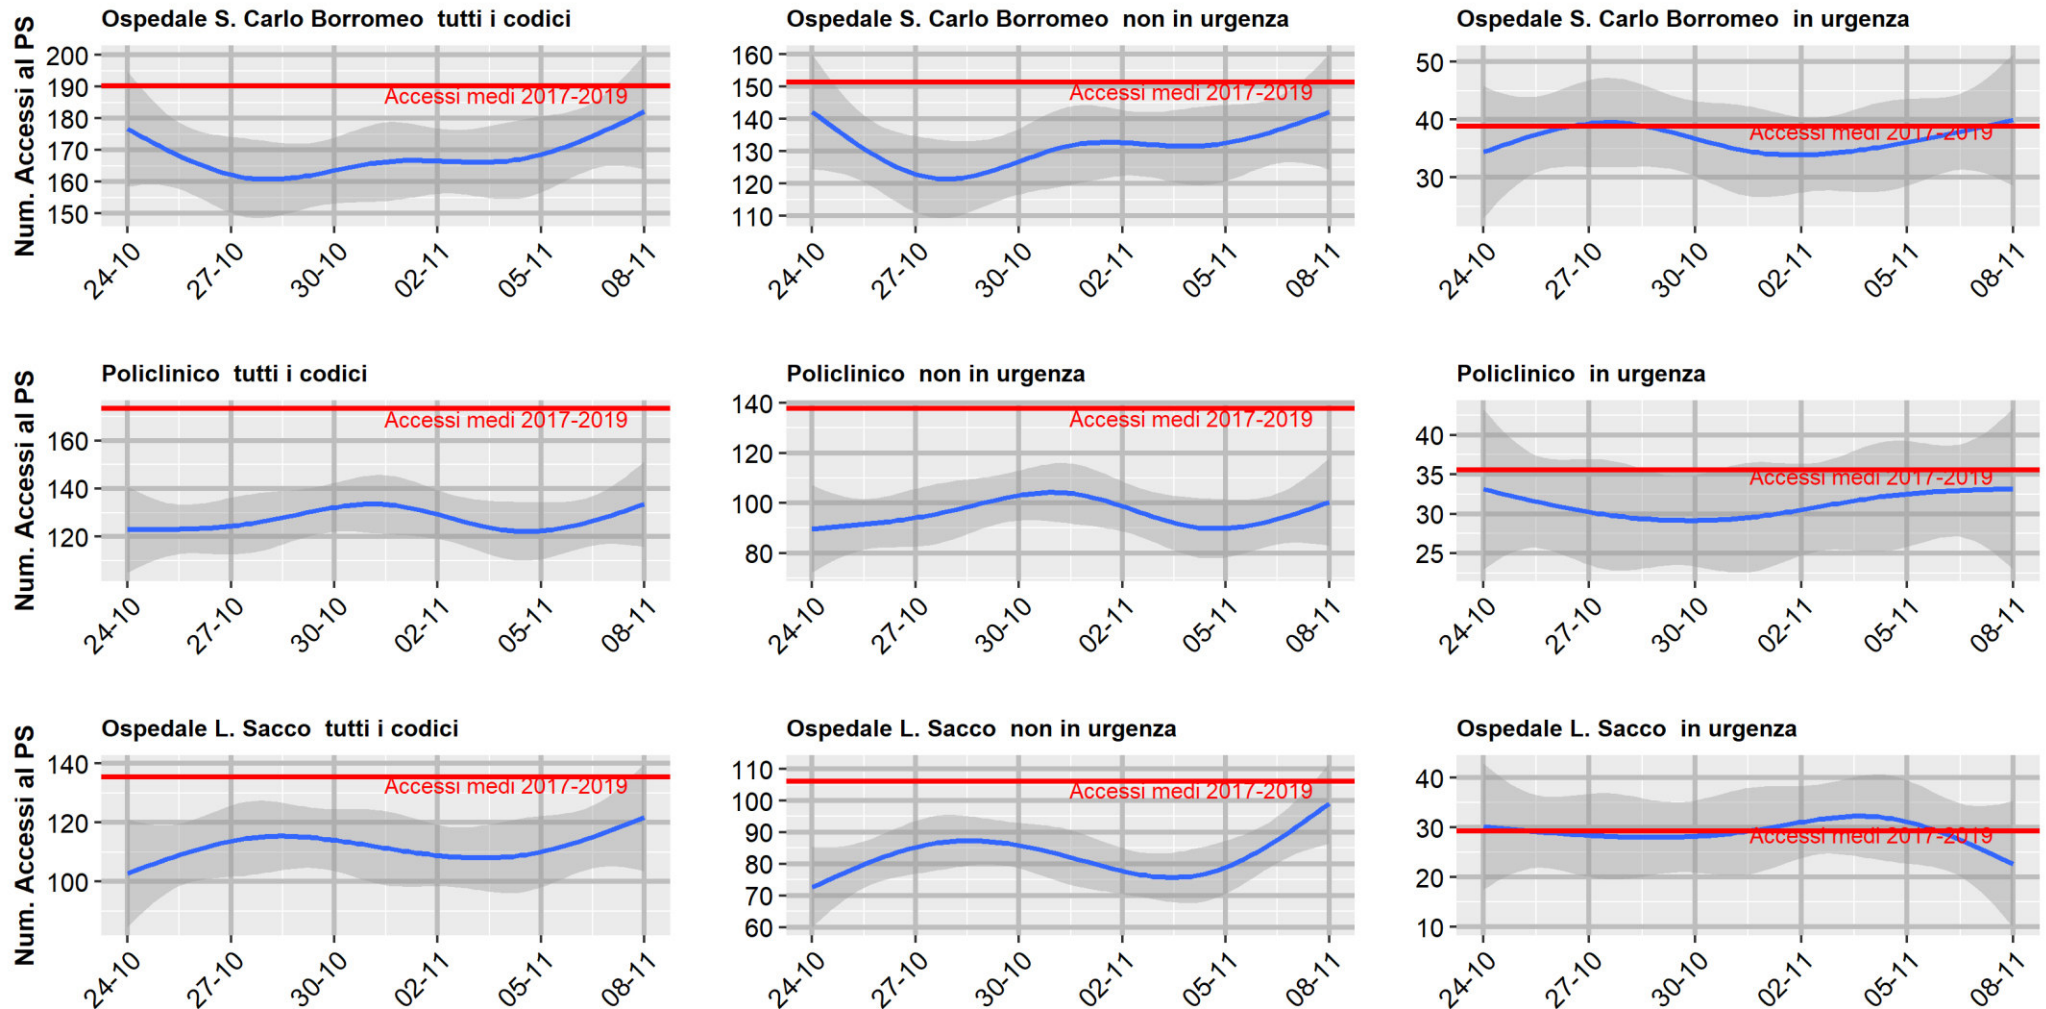 Ospedale S. Carlo Borromeo  tutti i codici
Num. Accessi al PS
200
190
180
170
160
150
Accessi medi 2017-2019
24-10 27-10 30-10 02-11 05-11 08-11
Ospedale S. Carlo Borromeo  non in urgenza
160
150
140
130
120
110
Accessi medi 2017-2019
24-10 27-10 30-10 02-11 05-11 08-11
Ospedale S. Carlo Borromeo  in urgenza
50
40
30
Accessi medi 2017-2019
24-10 27-10 30-10 02-11 05-11 08-11
Policlinico  tutti i codici
Num. Accessi al PS
160
140
120
Accessi medi 2017-2019
24-10 27-10 30-10 02-11 05-11 08-11
Policlinico  non in urgenza
140
120
100
80
Accessi medi 2017-2019
24-10 27-10 30-10 02-11 05-11 08-11
Policlinico  in urgenza
40
35
30
25
Accessi medi 2017-2019
24-10 27-10 30-10 02-11 05-11 08-11
Ospedale L. Sacco  tutti i codici
Num. Accessi al PS
140
120
100
Accessi medi 2017-2019
24-10 27-10 30-10 02-11 05-11 08-11
Ospedale L. Sacco  non in urgenza
110
100
90
80
70
60
Accessi medi 2017-2019
24-10 27-10 30-10 02-11 05-11 08-11
Ospedale L. Sacco  in urgenza
40
30
20
10
Accessi medi 2017-2019
24-10 27-10 30-10 02-11 05-11 08-11